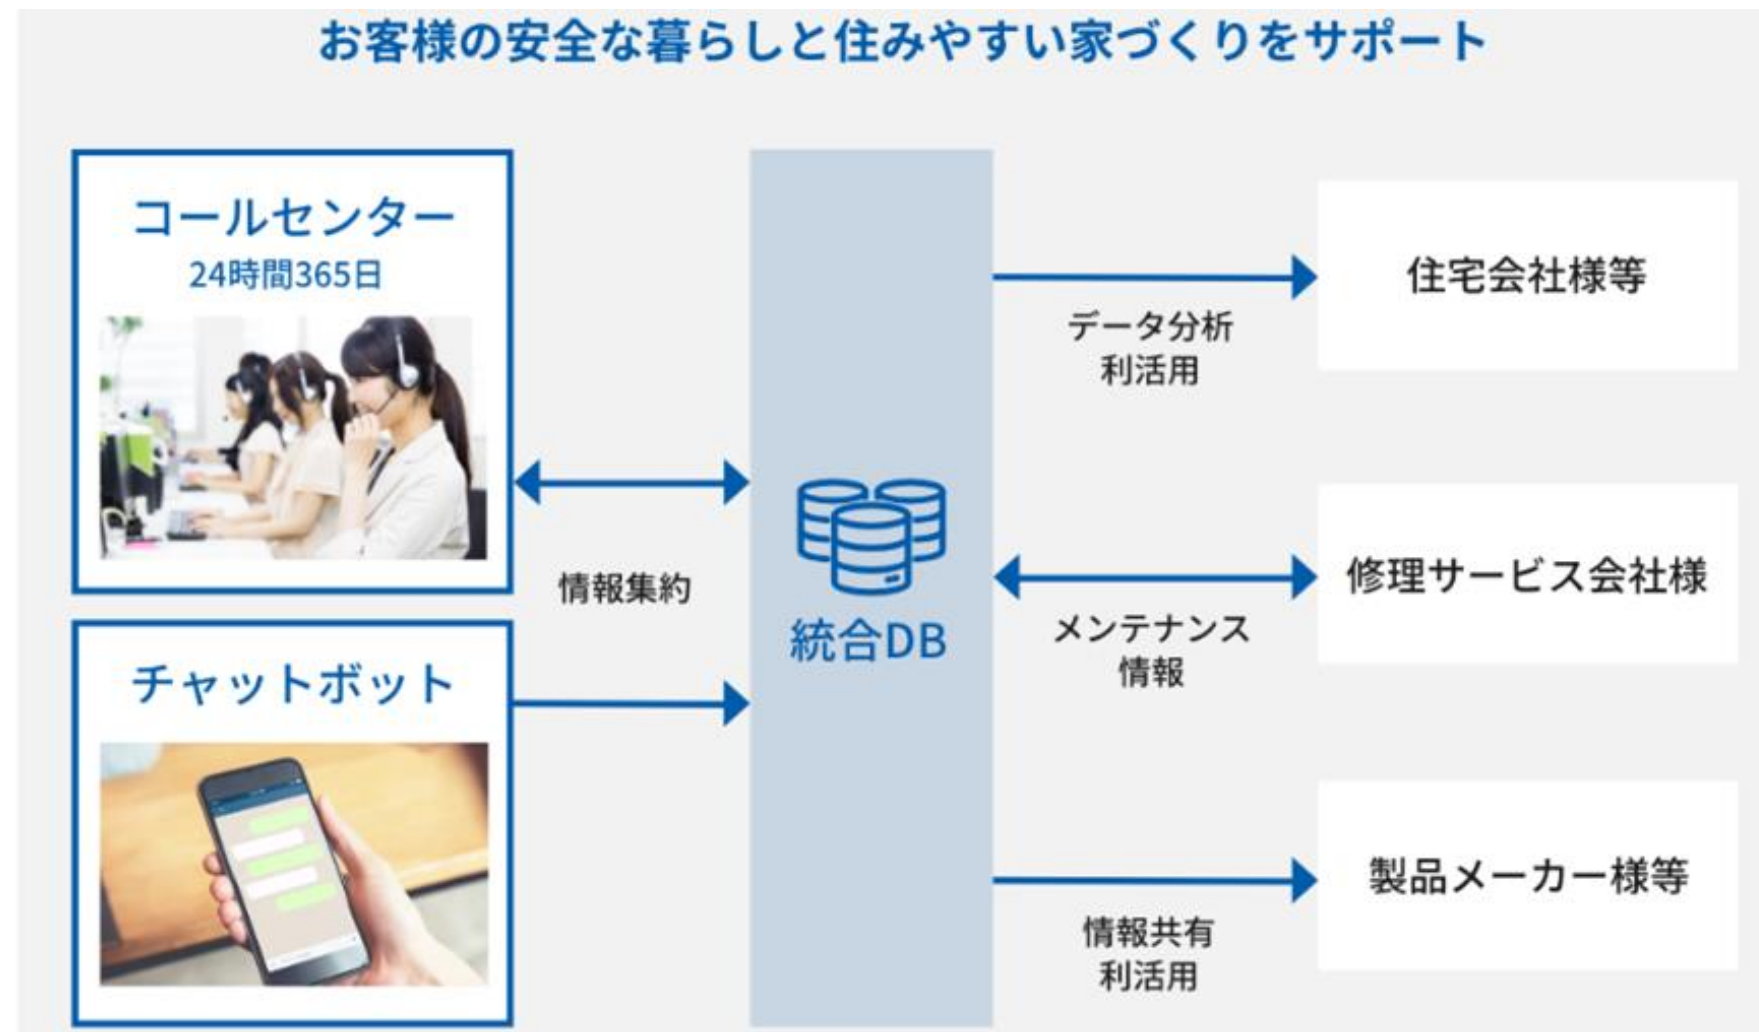 お客様の安全な暮らしと住みやすい家づくりをサポート
コールセンター
24時間365日
チャットボット
情報集約
統合DB
データ分析
利活用
メンテナンス
情報
情報共有
利活用
住宅会社様等
修理サービス会社様
製品メーカー様等